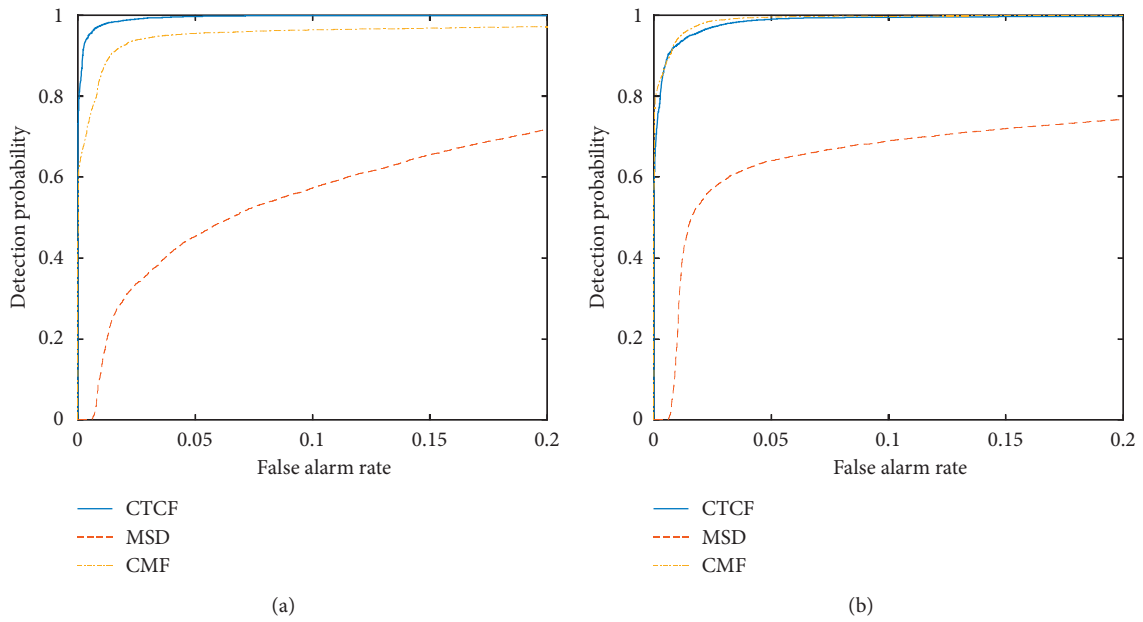 1
0.8
0.6
0.4
0.2
0
Detection probability
0
0.05
0.1
0.15
0.2
False alarm rate
CTCF
MSD
CMF
(a)
1
0.8
0.6
0.4
0.2
0
Detection probability
0
0.05
0.1
0.15
0.2
False alarm rate
CTCF
MSD
CMF
(b)